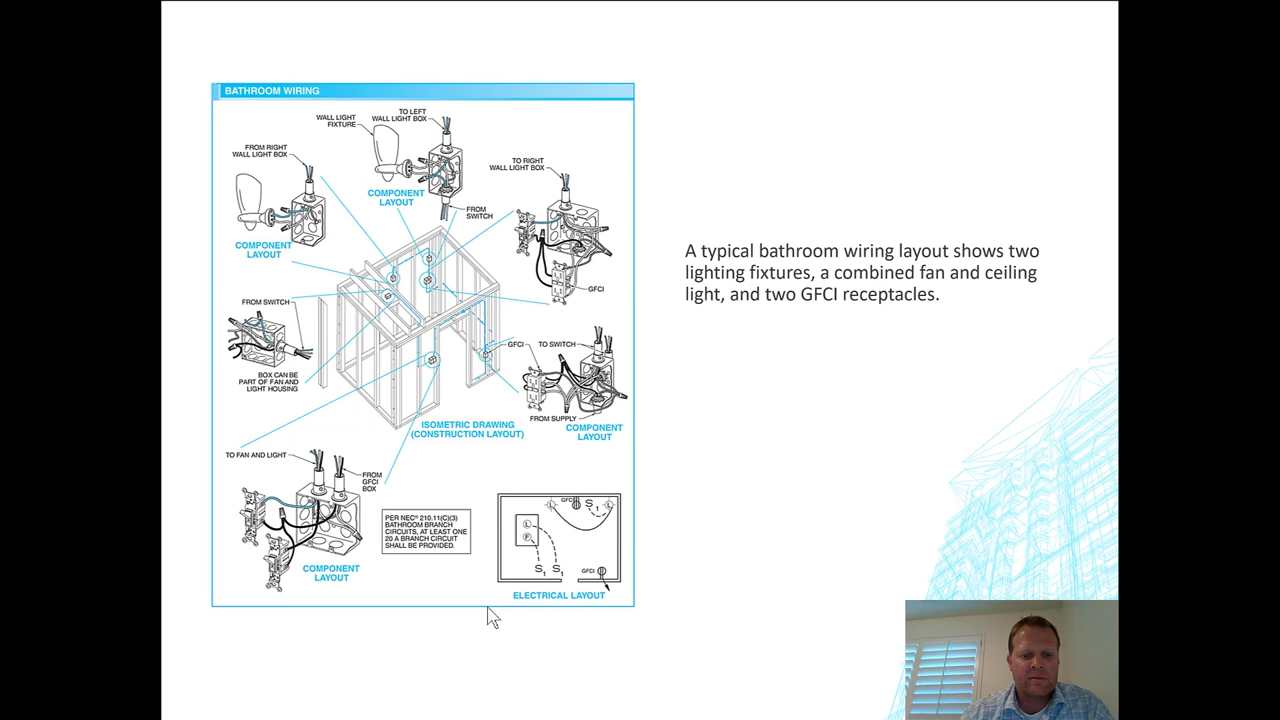 BATHROOM WIRING
WALL LIGHT
FIXTURE
TO LEFT
WALL LIGHT BOX
FROM RIGHT
WALL LIGHT BOX
TO RIGHT
WALL LIGHT BOX
COMPONENT
LAYOUT
FROM
SWITCH
COMPONENT
LAYOUT
GFCI
FROM SWITCH
BOX CAN BE
PART OF FAN AND
LIGHT HOUSING
GFCI
TO SWITCH
FROM SUPPLY
COMPONENT
LAYOUT
ISOMETRIC DRAWING
(CONSTRUCTION LAYOUT)
TO FAN AND LIGHT
FROM
GFCI
BOX
PER NEC® 210.11(C)(3)
BATHROOM BRANCH
CIRCUITS, AT LEAST ONE
20 A BRANCH CIRCUIT
SHALL BE PROVIDED.
COMPONENT
LAYOUT
L
GFCI
S1
L
L
F
S1
S1
GFCI
ELECTRICAL LAYOUT
A typical bathroom wiring layout shows two
lighting fixtures, a combined fan and ceiling
light, and two GFCI receptacles.